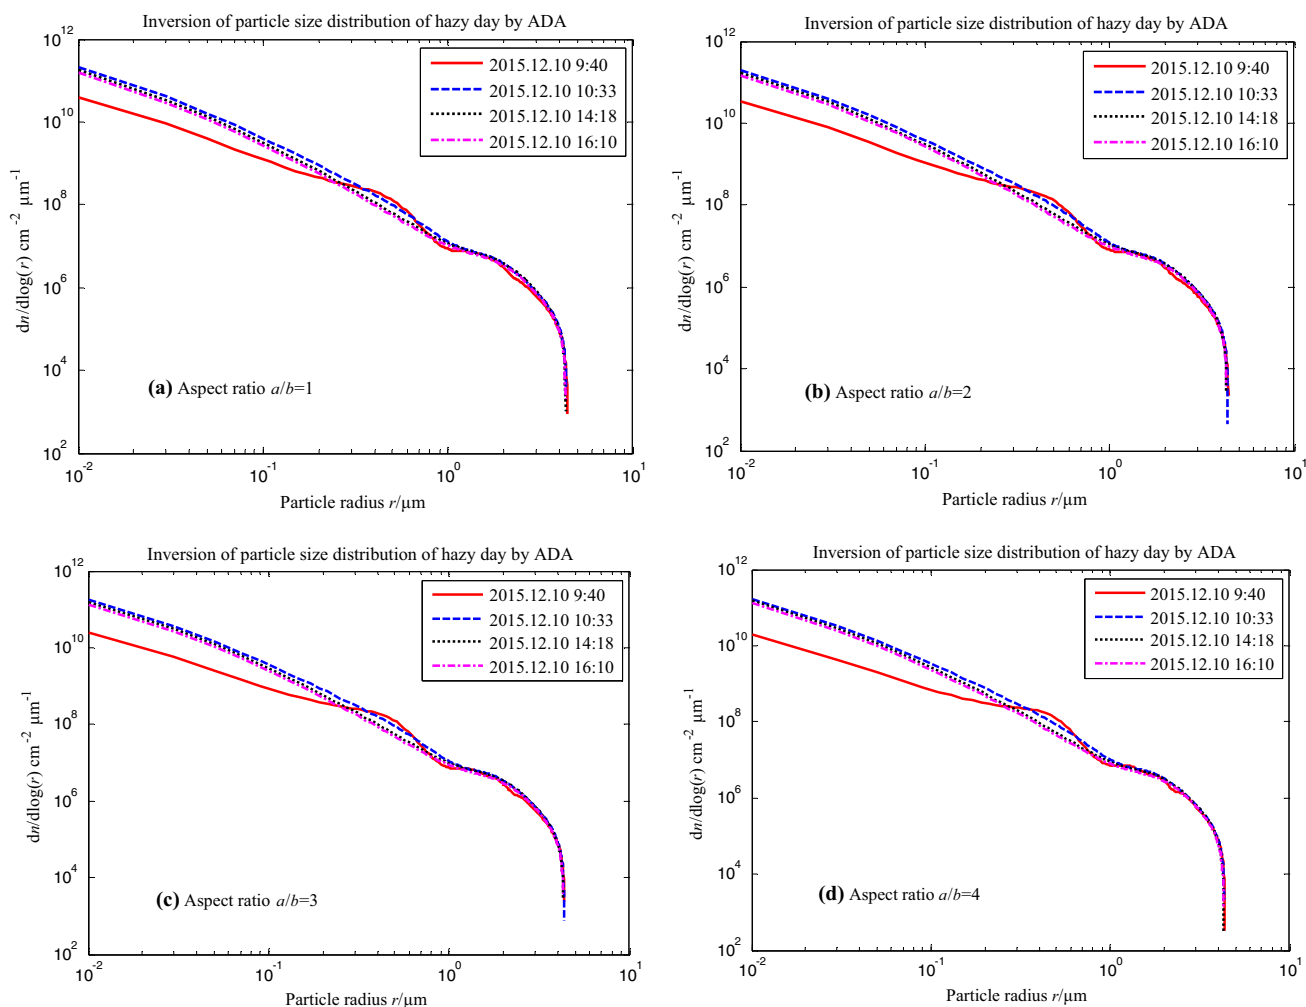 Inversion of particle size distribution of hazy day by ADA
10^12
10^10
10^8
10^6
10^4
10^2
dn/dlog(r) cm^-2 μm^-1
2015.12.10 9:40
2015.12.10 10:33
2015.12.10 14:18
2015.12.10 16:10
(a) Aspect ratio a/b=1
10^-2 10^-1 10^0 10^1
Particle radius r/μm
Inversion of particle size distribution of hazy day by ADA
10^12
10^10
10^8
10^6
10^4
10^2
dn/dlog(r) cm^-2 μm^-1
2015.12.10 9:40
2015.12.10 10:33
2015.12.10 14:18
2015.12.10 16:10
(b) Aspect ratio a/b=2
10^-2 10^-1 10^0 10^1
Particle radius r/μm
Inversion of particle size distribution of hazy day by ADA
10^12
10^10
10^8
10^6
10^4
10^2
dn/dlog(r) cm^-2 μm^-1
2015.12.10 9:40
2015.12.10 10:33
2015.12.10 14:18
2015.12.10 16:10
(c) Aspect ratio a/b=3
10^-2 10^-1 10^0 10^1
Particle radius r/μm
Inversion of particle size distribution of hazy day by ADA
10^12
10^10
10^8
10^6
10^4
10^2
dn/dlog(r) cm^-2 μm^-1
2015.12.10 9:40
2015.12.10 10:33
2015.12.10 14:18
2015.12.10 16:10
(d) Aspect ratio a/b=4
10^-2 10^-1 10^0 10^1
Particle radius r/μm